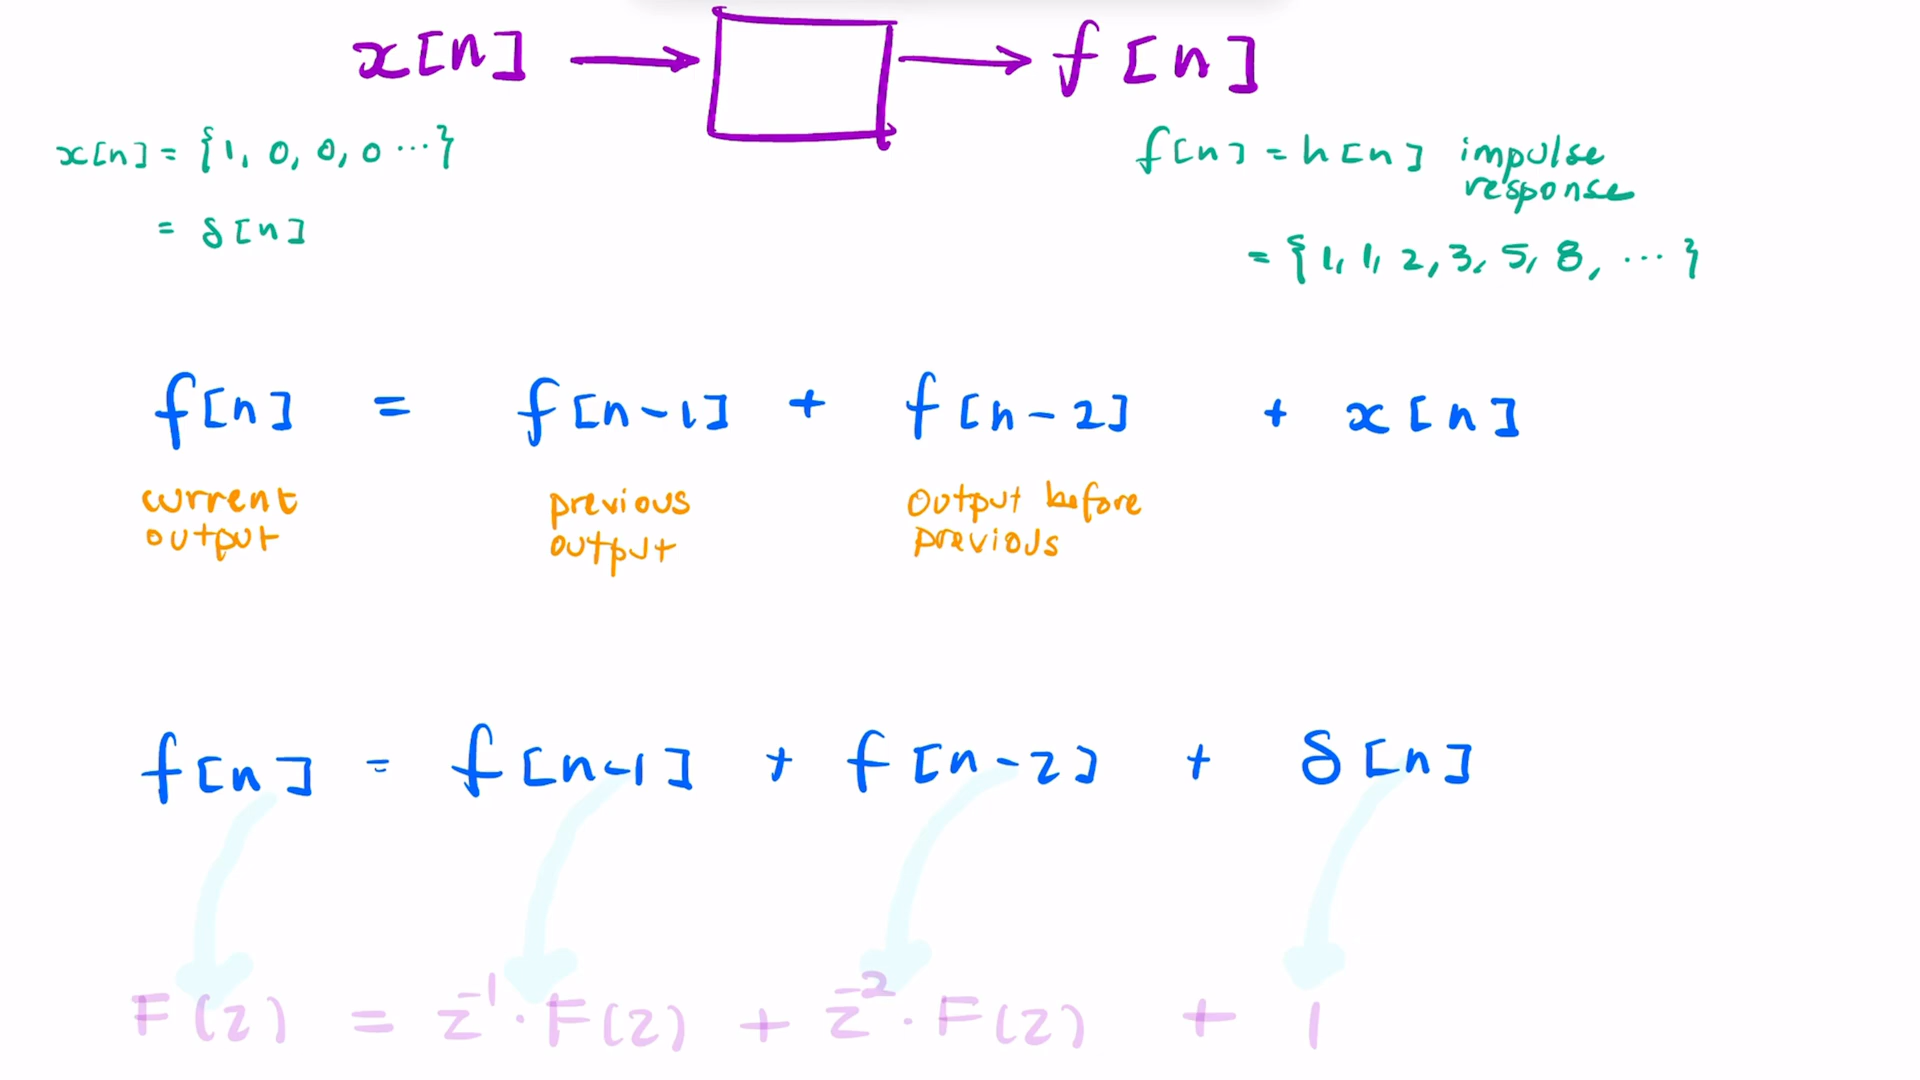 x[n] → f[n]
x[n] = {1, 0, 0, 0 ...}
f[n] = h[n] impulse
response
= δ[n]
= {1, 1, 2, 3, 5, 8, ... }
f[n] = f[n-1] + f[n-2] + x[n]
current
output
previous
output
output before
previous
f[n] = f[n-1] + f[n-2] + δ[n]
F(z) = z⁻¹ · F(z) + z⁻² · F(z) + 1